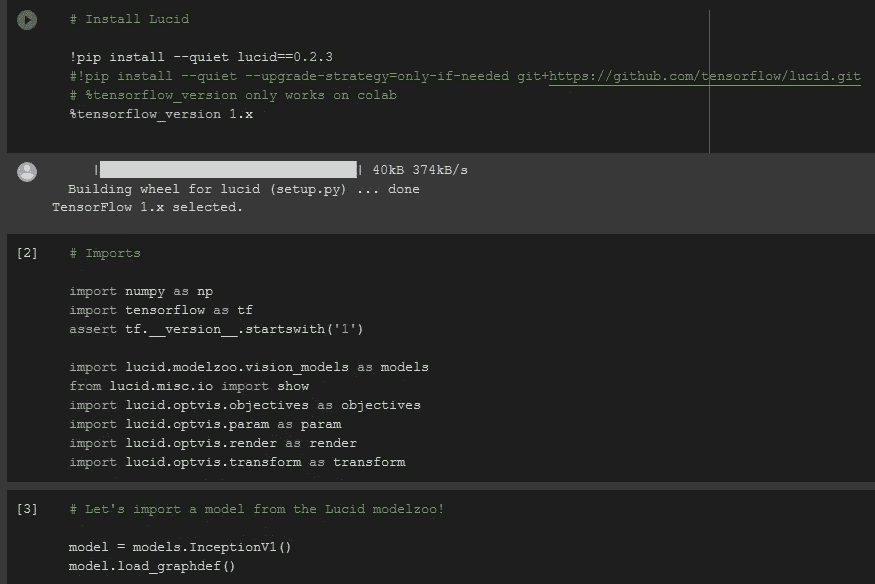 # Install Lucid
!pip install --quiet lucid==0.2.3
#!pip install --quiet --upgrade-strategy=only-if-needed git+https://github.com/tensorflow/lucid.git
# %tensorflow_version only works on colab
%tensorflow_version 1.x
| | 40kB 374kB/s
Building wheel for lucid (setup.py) ... done
TensorFlow 1.x selected.
[2] # Imports
import numpy as np
import tensorflow as tf
assert tf.__version__.startswith('1')
import lucid.modelzoo.vision_models as models
from lucid.misc.io import show
import lucid.optvis.objectives as objectives
import lucid.optvis.param as param
import lucid.optvis.render as render
import lucid.optvis.transform as transform
[3] # Let's import a model from the Lucid modelzoo!
model = models.InceptionV1()
model.load_graphdef()